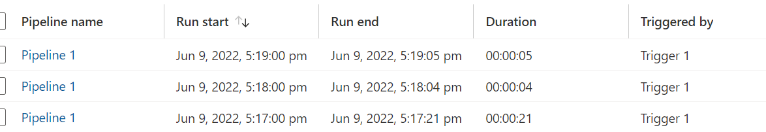 Pipeline name Run start Run end Duration Triggered by
Pipeline 1 Jun 9, 2022, 5:19:00 pm Jun 9, 2022, 5:19:05 pm 00:00:05 Trigger 1
Pipeline 1 Jun 9, 2022, 5:18:00 pm Jun 9, 2022, 5:18:04 pm 00:00:04 Trigger 1
Pipeline 1 Jun 9, 2022, 5:17:00 pm Jun 9, 2022, 5:17:21 pm 00:00:21 Trigger 1